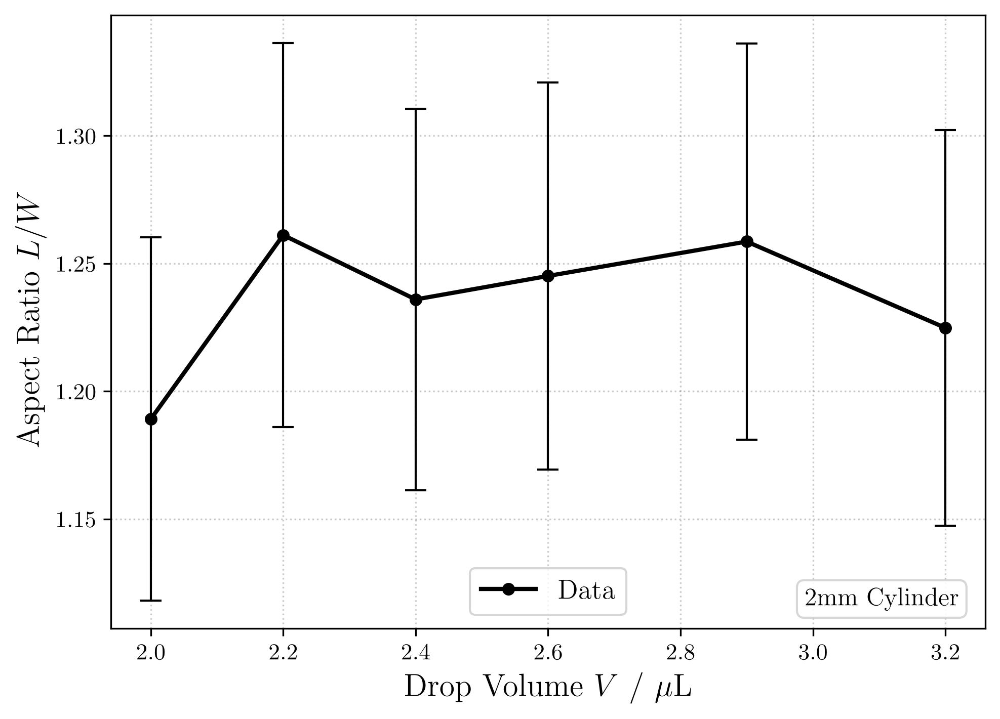 Aspect Ratio L/W
1.30
1.25
1.20
1.15
Data
2mm Cylinder
2.0 2.2 2.4 2.6 2.8 3.0 3.2
Drop Volume V / μL